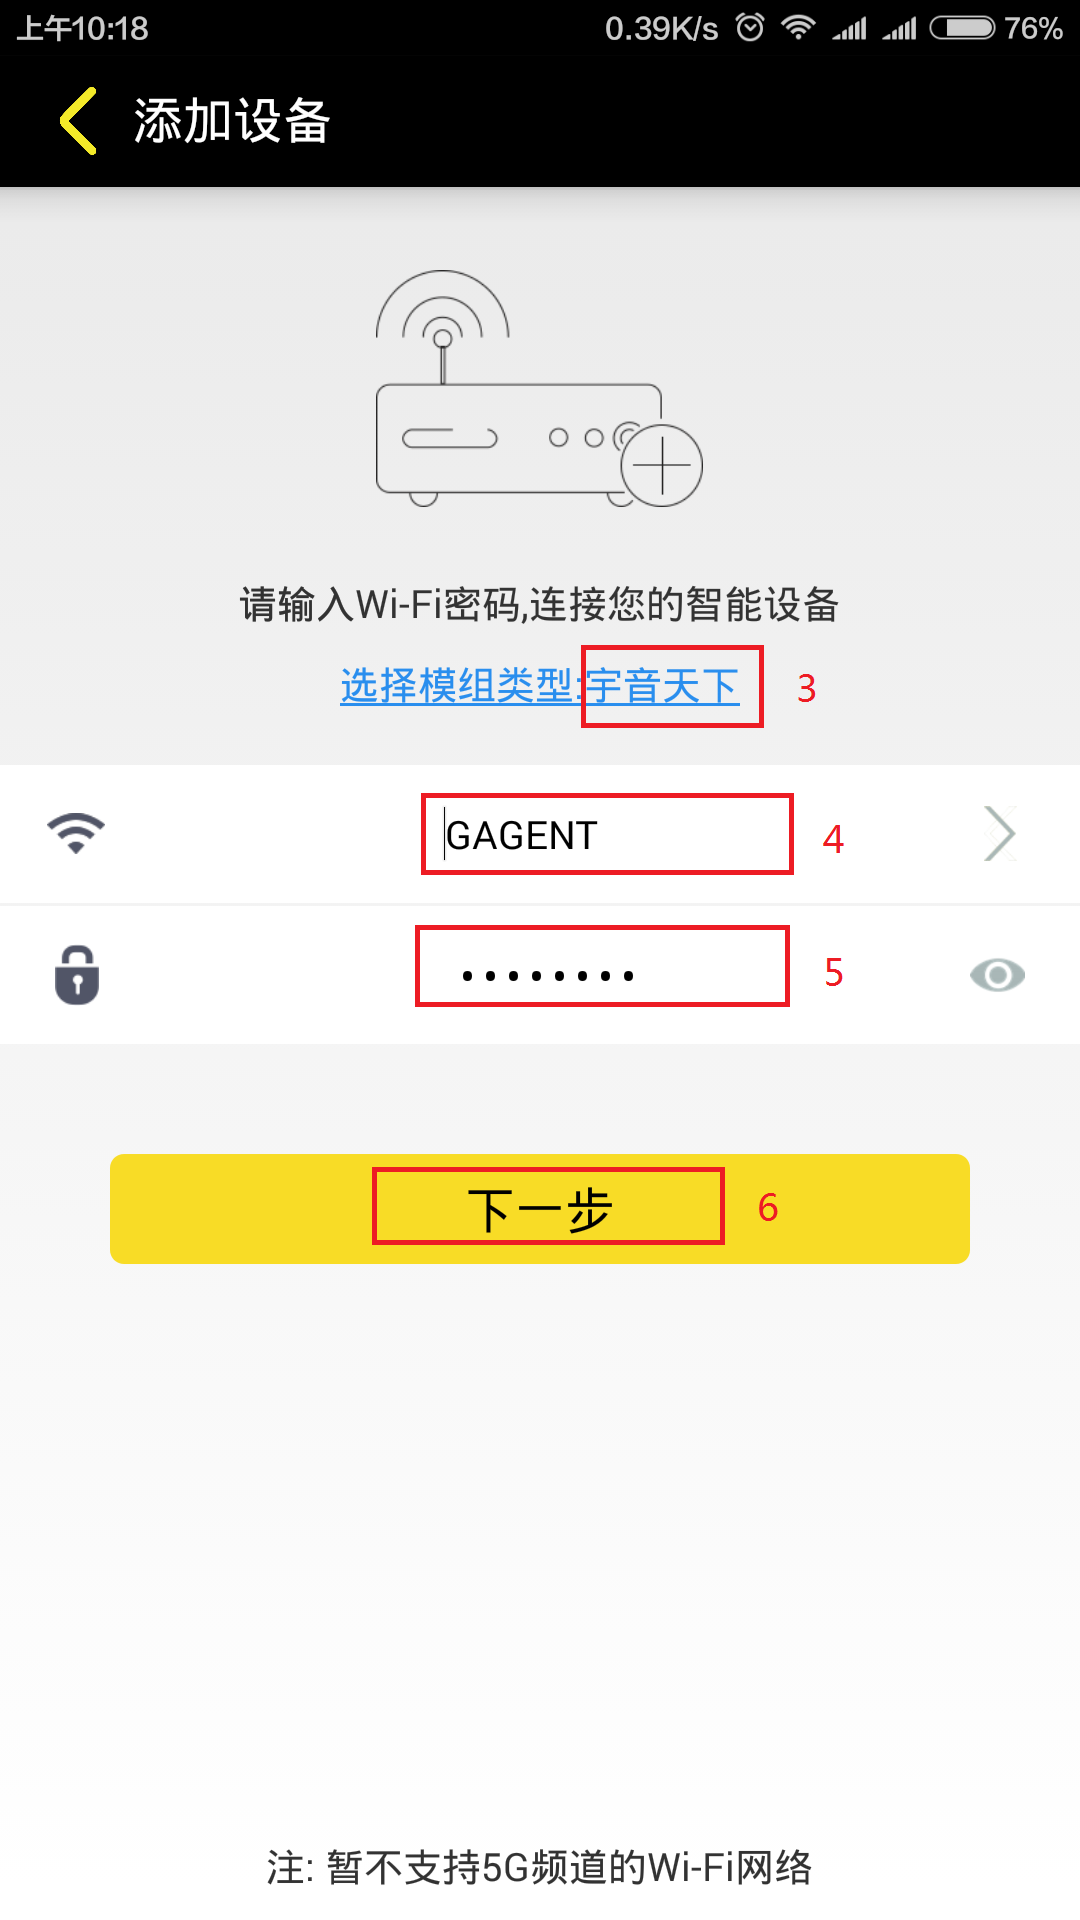 上午10:18 0.39K/s 76%
添加设备
请输入Wi-Fi密码,连接您的智能设备
选择模组类型:宇音天下 3
GAGENT 4
•••••••• 5
下一步 6
注: 暂不支持5G频道的Wi-Fi网络